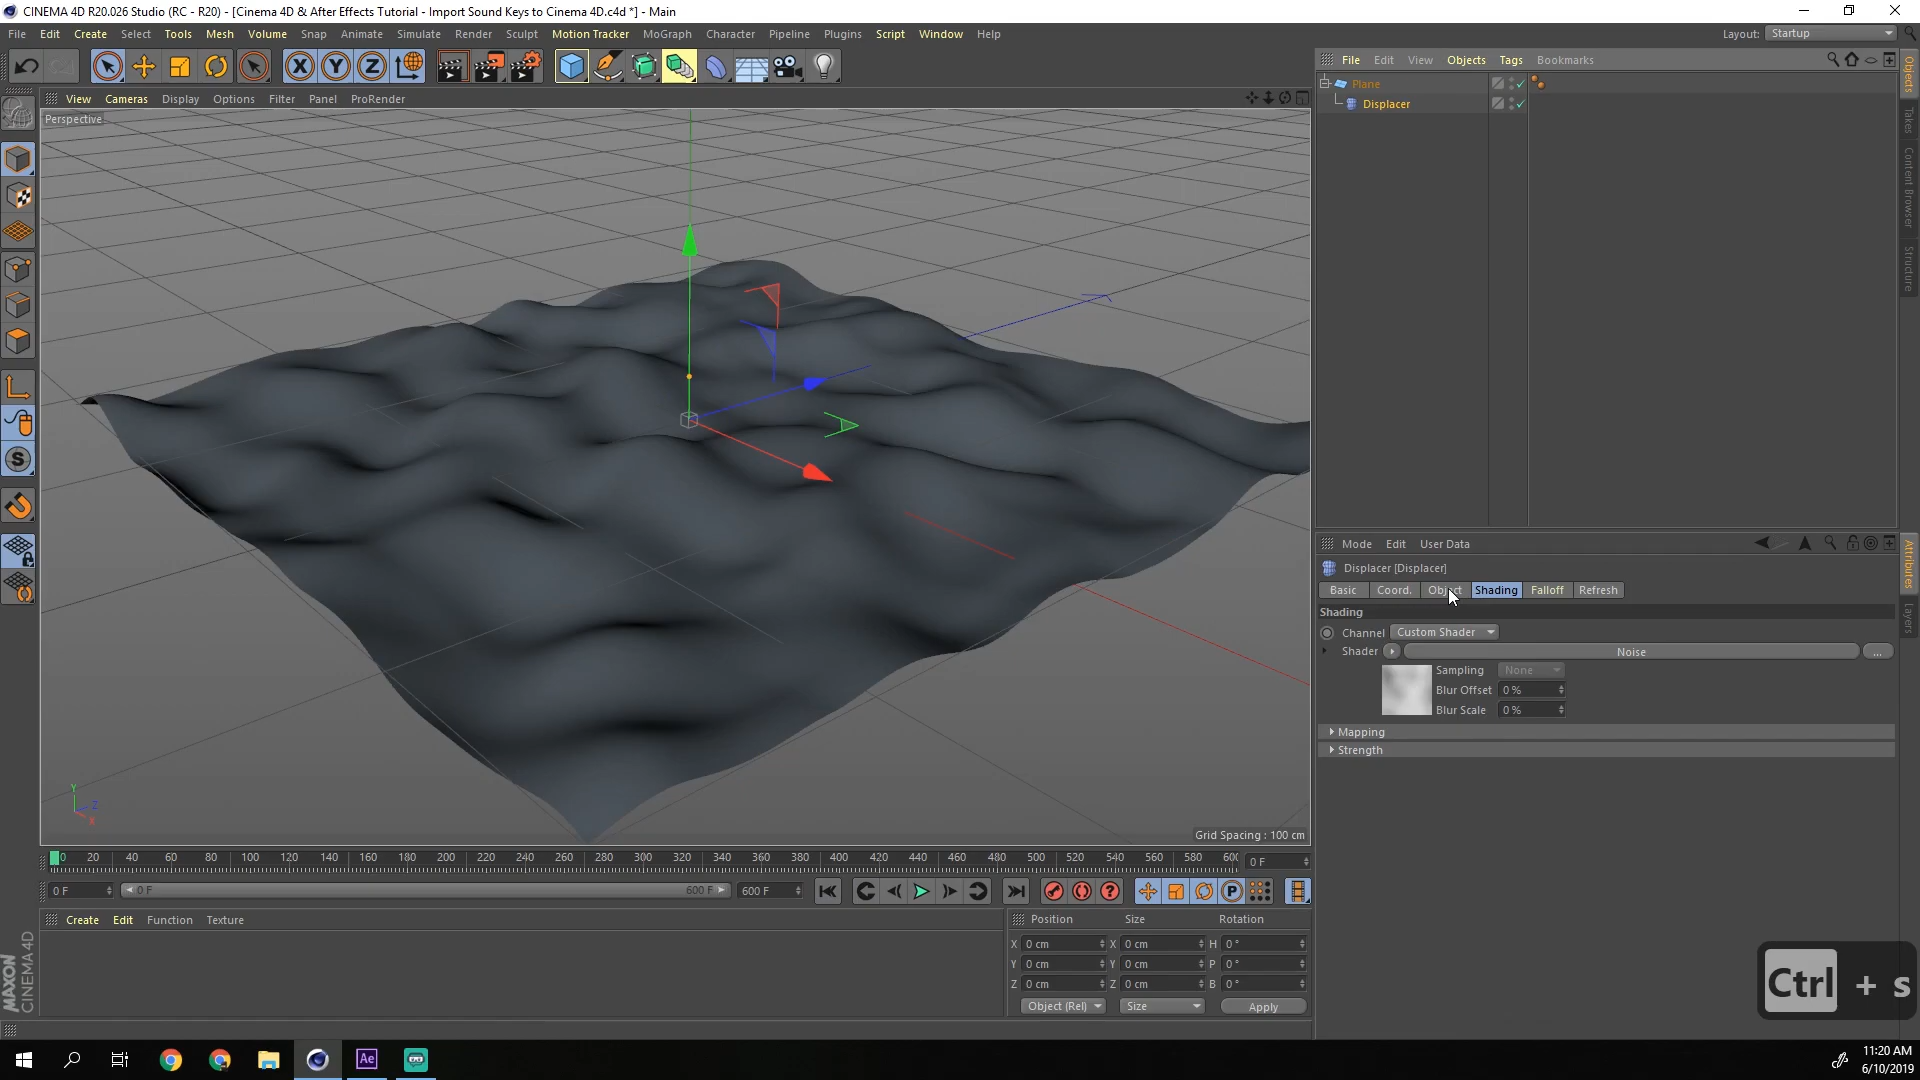 CINEMA 4D R20.026 Studio (RC - R20) - [Cinema 4D & After Effects Tutorial - Import Sound Keys to Cinema 4D.c4d *] - Main
File Edit Create Select Tools Mesh Volume Snap Animate Simulate Render Sculpt Motion Tracker MoGraph Character Pipeline Plugins Script Window Help
Layout: Startup
File Edit View Objects Tags Bookmarks
Plane
Displacer
View Cameras Display Options Filter Panel ProRender
Perspective
Grid Spacing : 100 cm
Y
Z
X
Objects
Takes
Content Browser
Structure
Attributes
Layers
Mode Edit User Data
Displacer [Displacer]
Basic Coord. Object Shading Falloff Refresh
Shading
Channel Custom Shader
Shader Noise ...
Sampling None
Blur Offset 0 %
Blur Scale 0 %
Mapping
Strength
0 20 40 60 80 100 120 140 160 180 200 220 240 260 280 300 320 340 360 380 400 420 440 460 480 500 520 540 560 580 600 0 F
0 F 0 F 600 F 600 F
Create Edit Function Texture
Position Size Rotation
X 0 cm X 0 cm H 0 °
Y 0 cm Y 0 cm P 0 °
Z 0 cm Z 0 cm B 0 °
Object (Rel) Size Apply
MAXON
CINEMA 4D
Ctrl + s
Ae
11:20 AM
6/10/2019